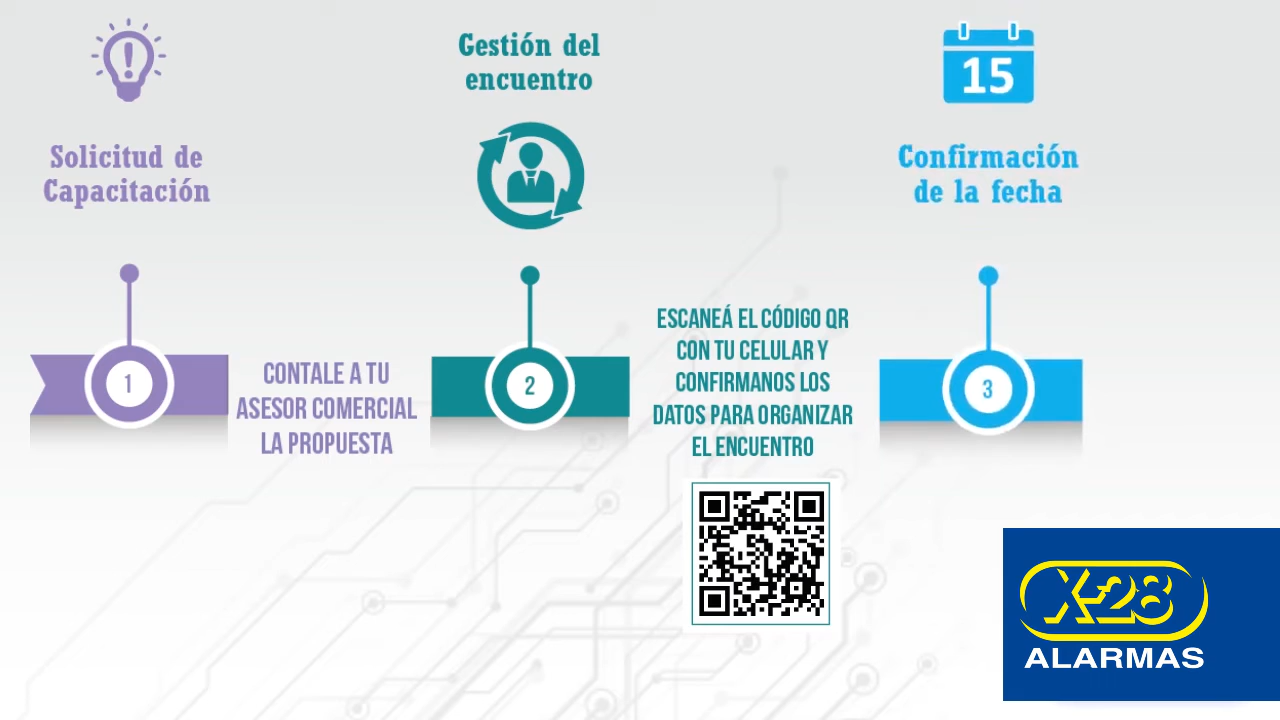 Solicitud de
Capacitación
1
CONTALE A TU
ASESOR COMERCIAL
LA PROPUESTA
Gestión del
encuentro
2
ESCANEÁ EL CÓDIGO QR
CON TU CELULAR Y
CONFIRMANOS LOS
DATOS PARA ORGANIZAR
EL ENCUENTRO
15
Confirmación
de la fecha
3
X-28
ALARMAS